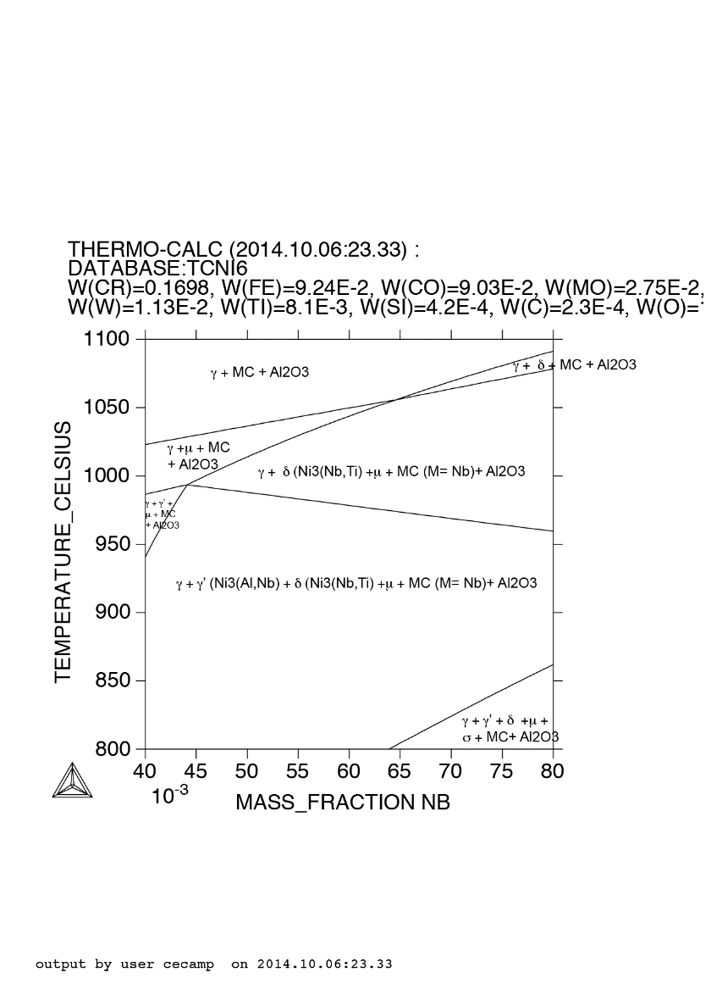 THERMO-CALC (2014.10.06:23.33) :
DATABASE:TCNI6
W(CR)=0.1698, W(FE)=9.24E-2, W(CO)=9.03E-2, W(MO)=2.75E-2,
W(W)=1.13E-2, W(TI)=8.1E-3, W(SI)=4.2E-4, W(C)=2.3E-4, W(O)=
1100
γ + δ + MC + Al2O3
γ + MC + Al2O3
1050
γ +μ + MC
+ Al2O3
1000
γ + δ (Ni3(Nb,Ti) +μ + MC (M= Nb)+ Al2O3
γ + γ' +
μ + MC
+ Al2O3
950
γ + γ' (Ni3(Al,Nb) + δ (Ni3(Nb,Ti) +μ + MC (M= Nb)+ Al2O3
900
850
γ + γ' + δ +μ +
σ + MC+ Al2O3
800
TEMPERATURE_CELSIUS
40 45 50 55 60 65 70 75 80
10-3
MASS_FRACTION NB
output by user cecamp on 2014.10.06:23.33